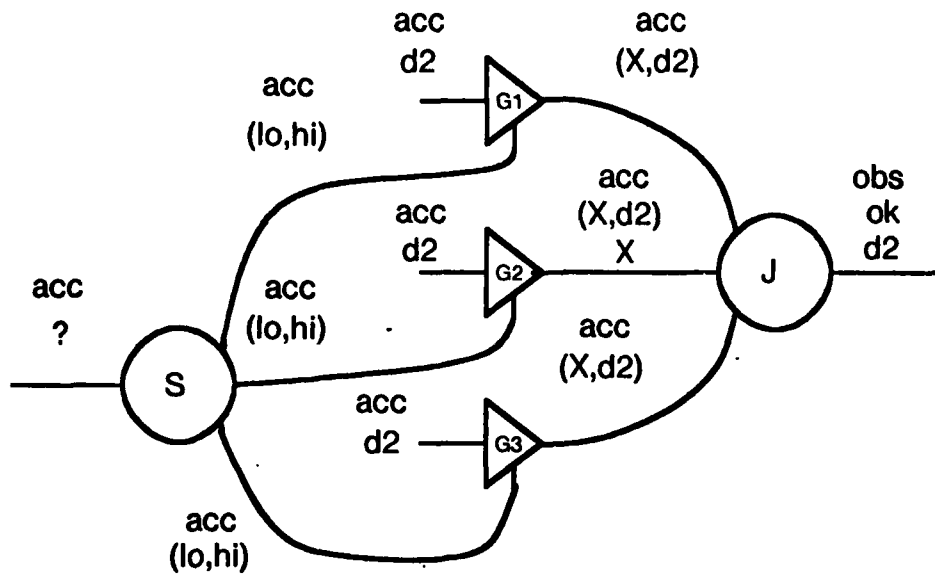 acc
d2
acc
(X,d2)
G1
acc
(lo,hi)
acc
d2
acc
(X,d2)
X
G2
obs
ok
d2
J
acc
?
acc
(lo,hi)
S
acc
d2
acc
(X,d2)
G3
acc
(lo,hi)